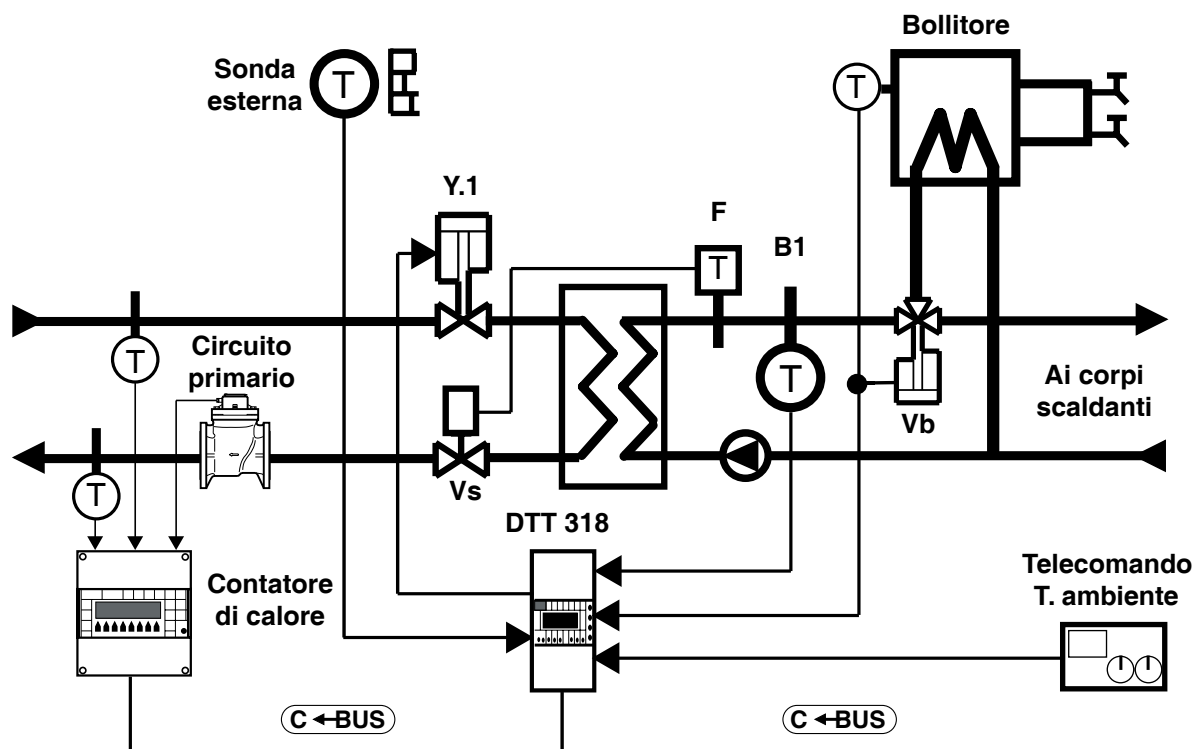 Bollitore
Sonda
esterna
T
T
Y.1
F
T
B1
Circuito
primario
T
T
Ai corpi
scaldanti
Vb
T
Vs
DTT 318
Contatore
di calore
Telecomando
T. ambiente
C BUS
C BUS